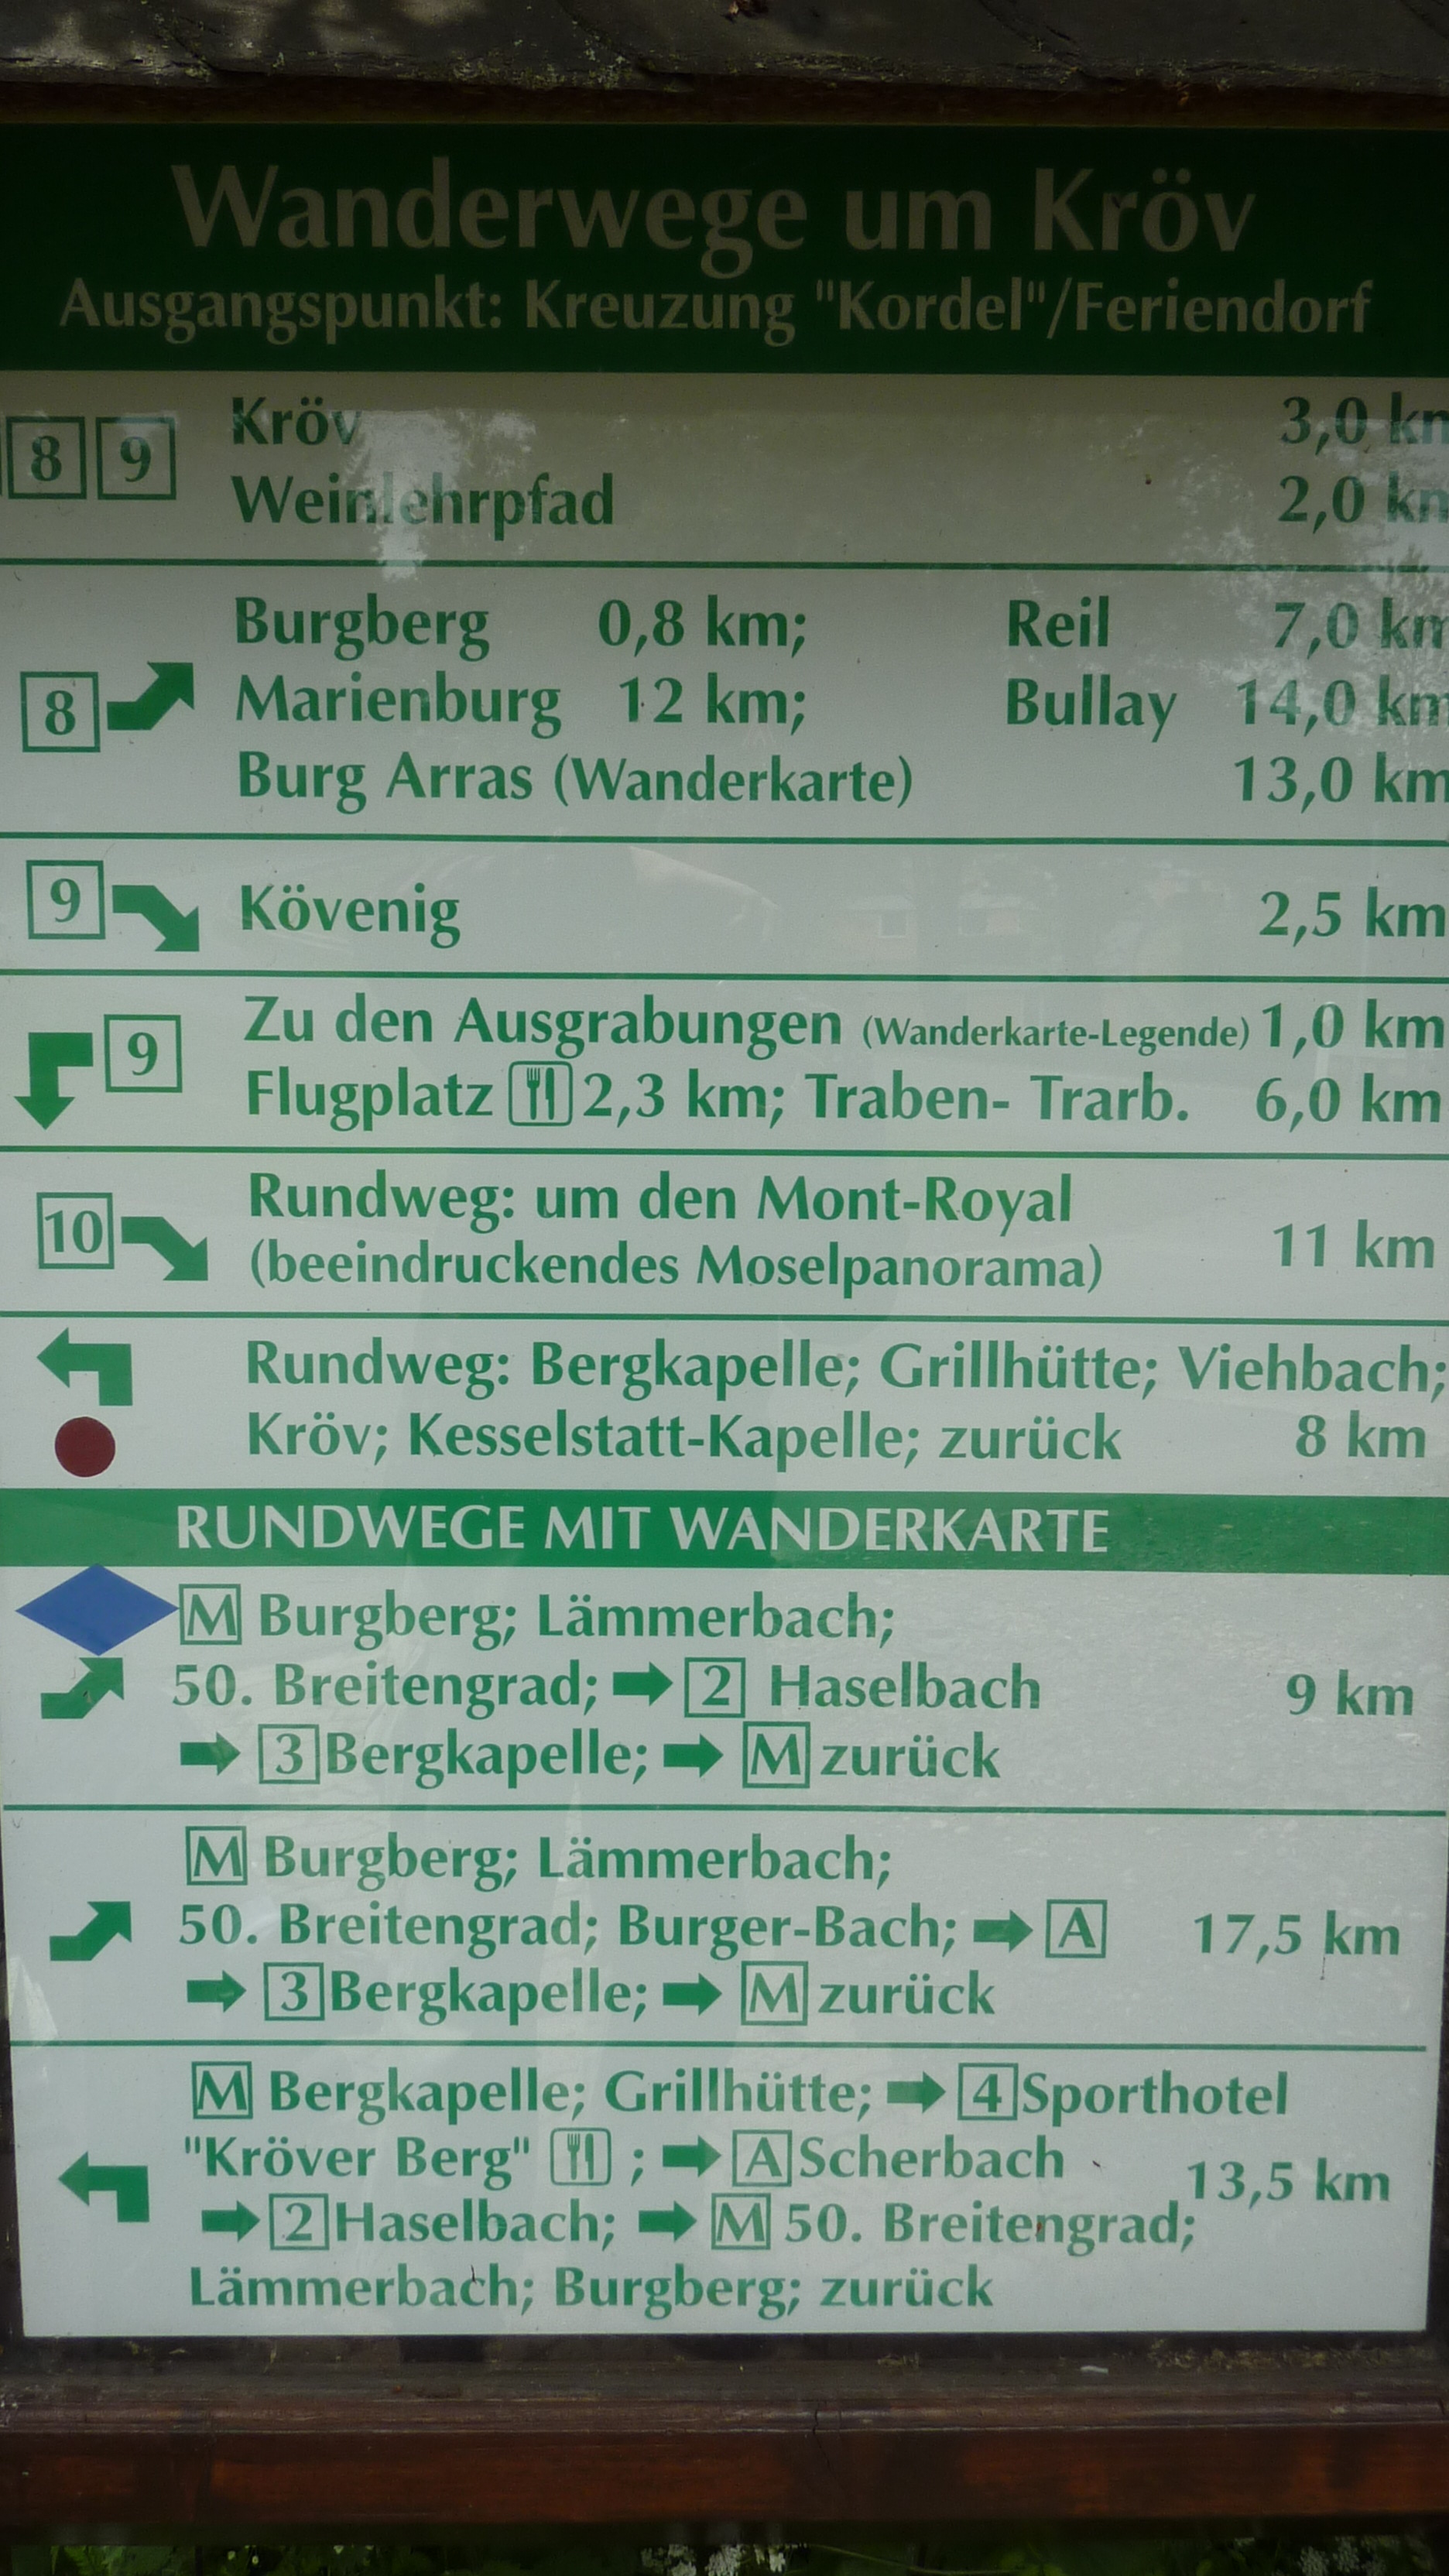 Wanderwege um Kröv
Ausgangspunkt: Kreuzung "Kordel"/Feriendorf
8 9 Kröv 3,0 km
Weinlehrpfad 2,0 km
Burgberg 0,8 km; Reil 7,0 km
8 Marienburg 12 km; Bullay 14,0 km
Burg Arras (Wanderkarte) 13,0 km
9 Kövenig 2,5 km
9 Zu den Ausgrabungen (Wanderkarte-Legende) 1,0 km
Flugplatz 2,3 km; Traben- Trarb. 6,0 km
10 Rundweg: um den Mont-Royal
(beeindruckendes Moselpanorama) 11 km
Rundweg: Bergkapelle; Grillhütte; Viehbach;
Kröv; Kesselstatt-Kapelle; zurück 8 km
RUNDWEGE MIT WANDERKARTE
M Burgberg; Lämmerbach;
50. Breitengrad; ➡ 2 Haselbach 9 km
➡ 3 Bergkapelle; ➡ M zurück
M Burgberg; Lämmerbach;
50. Breitengrad; Burger-Bach; ➡ A 17,5 km
➡ 3 Bergkapelle; ➡ M zurück
M Bergkapelle; Grillhütte; ➡ 4 Sporthotel
"Kröver Berg" ; ➡ A Scherbach 13,5 km
➡ 2 Haselbach; ➡ M 50. Breitengrad;
Lämmerbach; Burgberg; zurück